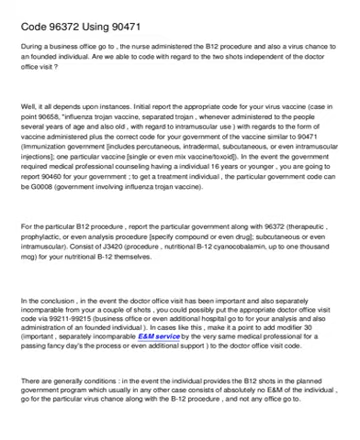 Code 96372 Using 90471
During a business office go to , the nurse administered the B12 procedure and also a virus chance to
an founded individual. Are we able to code with regard to the two shots independent of the doctor
office visit ?
Well, it all depends upon instances. Initial report the appropriate code for your virus vaccine (case in
point 90658, "influenza trojan vaccine, separated trojan , whenever administered to the people
several years of age and also old , with regard to intramuscular use ) with regards to the form of
vaccine administered plus the correct code for your government of the vaccine similar to 90471
(Immunization government [includes percutaneous, intradermal, subcutaneous, or even intramuscular
injections]; one particular vaccine [single or even mix vaccine/toxoid]). In the event the government
required medical professional counseling having a individual 16 years or younger , you are going to
report 90460 for your government ; to get a treatment individual , the particular government code can
be G0008 (government involving influenza trojan vaccine).
For the particular B12 procedure , report the particular government along with 96372 (therapeutic ,
prophylactic, or even analysis procedure [specify compound or even drug]; subcutaneous or even
intramuscular). Consist of J3420 (procedure , nutritional B-12 cyanocobalamin, up to one thousand
mcg) for your nutritional B-12 themselves.
In the conclusion , in the event the doctor office visit has been important and also separately
incomparable from your a couple of shots , you could possibly put the appropriate doctor office visit
code via 99211-99215 (business office or even additional hospital go to for your analysis and also
administration of an founded individual ). In cases like this , make it a point to add modifier 30
(important , separately incomparable E&M service by the very same medical professional for a
passing fancy day's the process or even additional support ) to the doctor office visit code.
There are generally conditions : in the event the individual provides the B12 shots in the planned
government program which usually in any other case consists of absolutely no E&M of the individual ,
go for the particular virus chance along with the B-12 procedure , and not any office go to.